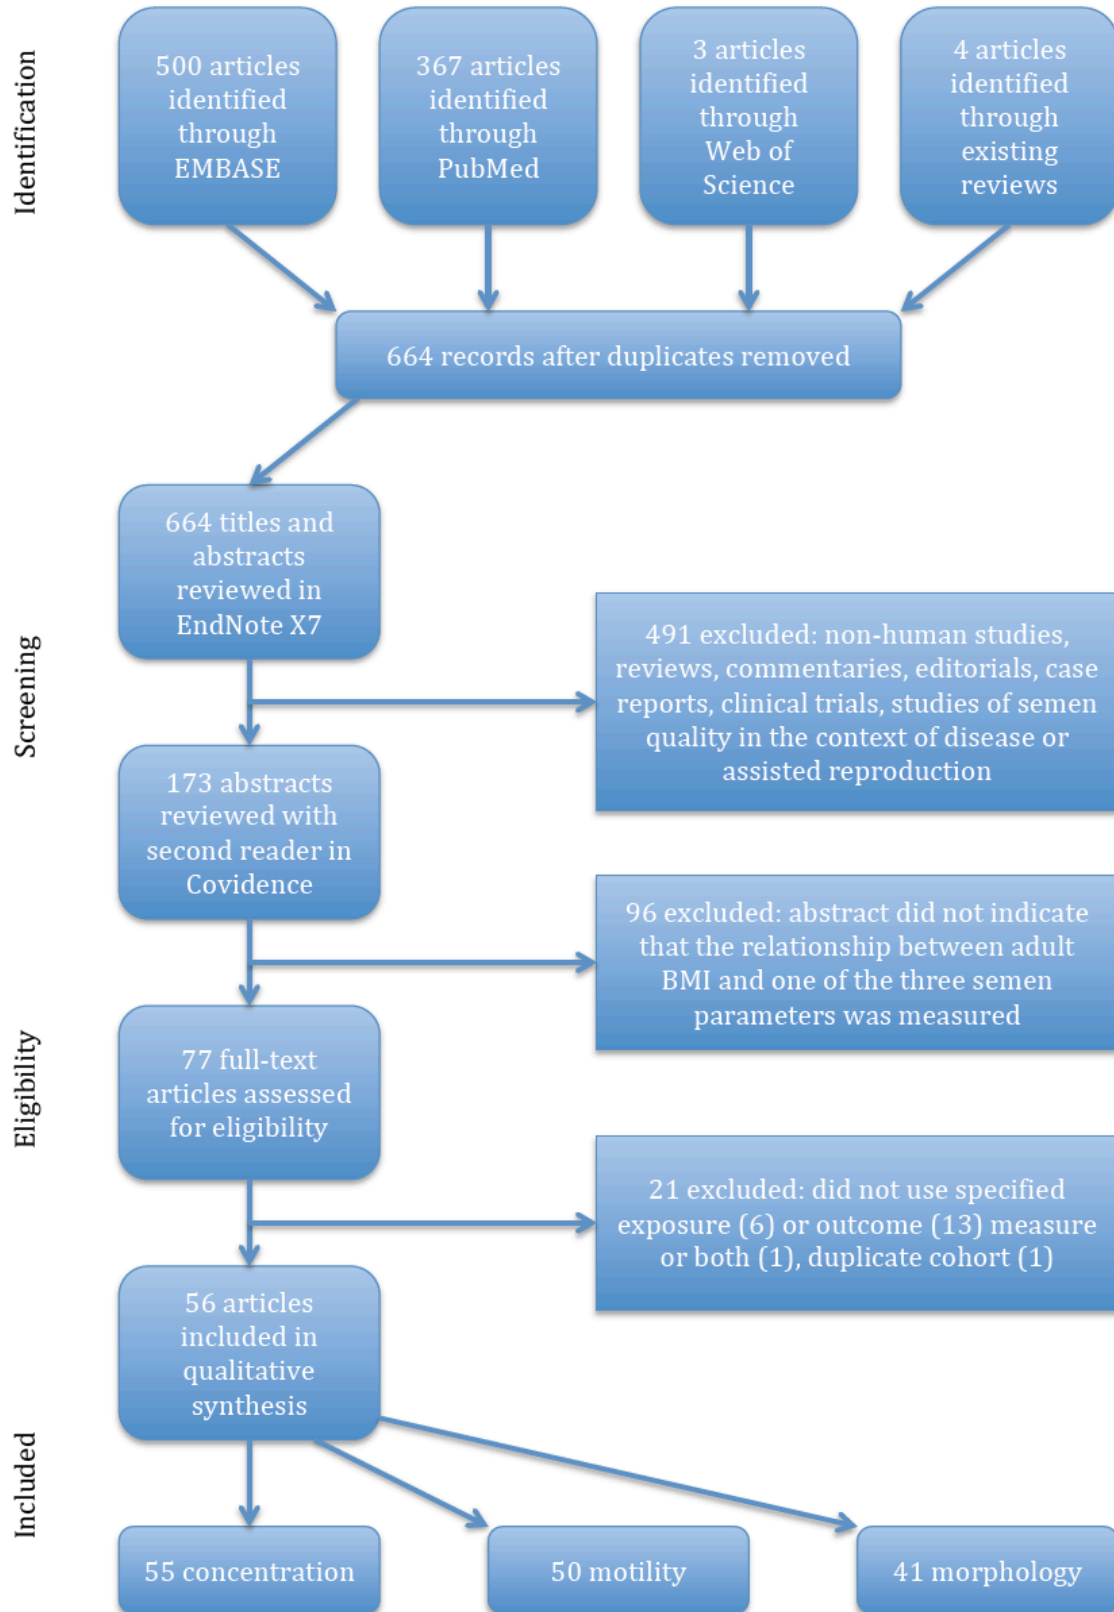 Identification
500 articles
identified
through
EMBASE
367 articles
identified
through
PubMed
3 articles
identified
through
Web of
Science
4 articles
identified
through
existing
reviews
664 records after duplicates removed
Screening
664 titles and
abstracts
reviewed in
EndNote X7
491 excluded: non-human studies,
reviews, commentaries, editorials, case
reports, clinical trials, studies of semen
quality in the context of disease or
assisted reproduction
173 abstracts
reviewed with
second reader in
Covidence
96 excluded: abstract did not indicate
that the relationship between adult
BMI and one of the three semen
parameters was measured
Eligibility
77 full-text
articles assessed
for eligibility
21 excluded: did not use specified
exposure (6) or outcome (13) measure
or both (1), duplicate cohort (1)
56 articles
included in
qualitative
synthesis
Included
55 concentration
50 motility
41 morphology